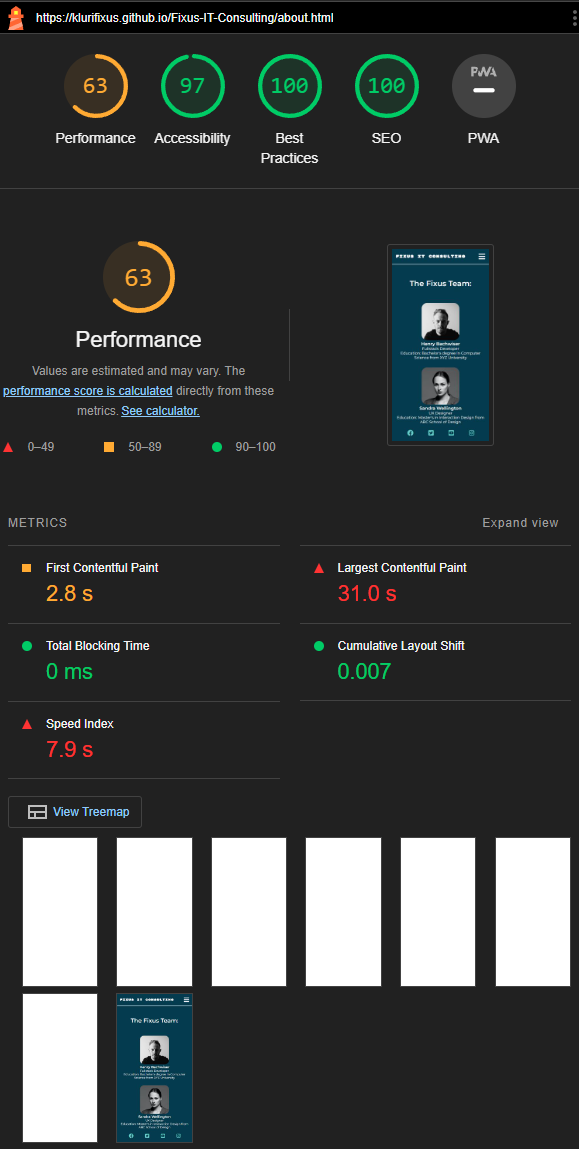 https://klurifixus.github.io/Fixus-IT-Consulting/about.html
63
97
100
100
PWA
Performance
Accessibility
Best
Practices
SEO
PWA
63
Performance
Values are estimated and may vary. The
performance score is calculated directly from these
metrics. See calculator.
0–49
50–89
90–100
FIXUS IT CONSULTING
The Fixus Team:
Henry Bachwiser
Fullstack Developer
Education: Bachelor's degree in Computer
Science from XYZ University
Sandra Wellington
UX Designer
Education: Masters in Interaction Design From
ABC School of Design
METRICS
Expand view
First Contentful Paint
2.8 s
Largest Contentful Paint
31.0 s
Total Blocking Time
0 ms
Cumulative Layout Shift
0.007
Speed Index
7.9 s
View Treemap
FIXUS IT CONSULTING
The Fixus Team:
Henry Bachwiser
Fullstack Developer
Education: Bachelor's degree in Computer
Science from XYZ University
Sandra Wellington
UX Designer
Education: Masters in Interaction Design From
ABC School of Design